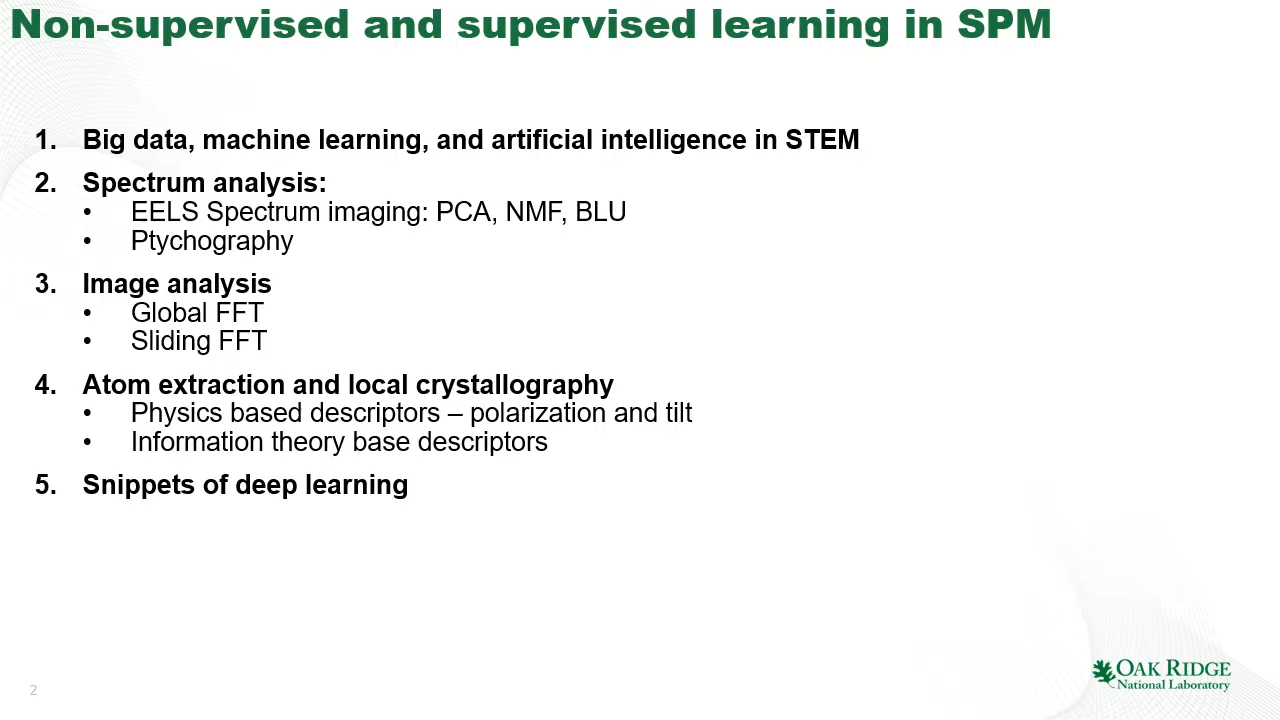 Non-supervised and supervised learning in SPM
1. Big data, machine learning, and artificial intelligence in STEM
2. Spectrum analysis:
• EELS Spectrum imaging: PCA, NMF, BLU
• Ptychography
3. Image analysis
• Global FFT
• Sliding FFT
4. Atom extraction and local crystallography
• Physics based descriptors – polarization and tilt
• Information theory base descriptors
5. Snippets of deep learning
2
OAK RIDGE
National Laboratory